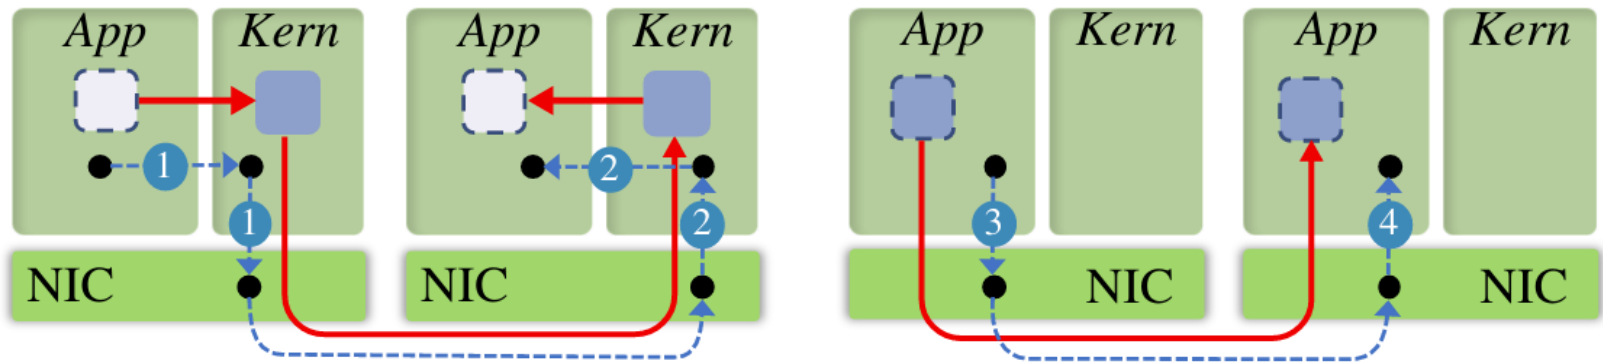 App Kern App Kern App Kern App Kern
1 2
1 2 3 4
NIC NIC NIC NIC